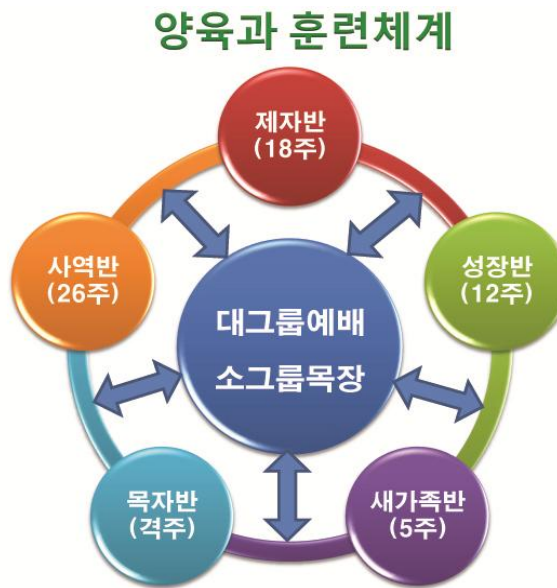 양육과 훈련체계
제자반
(18주)
사역반
(26주)
성장반
(12주)
대그룹예배
소그룹목장
목자반
(격주)
새가족반
(5주)